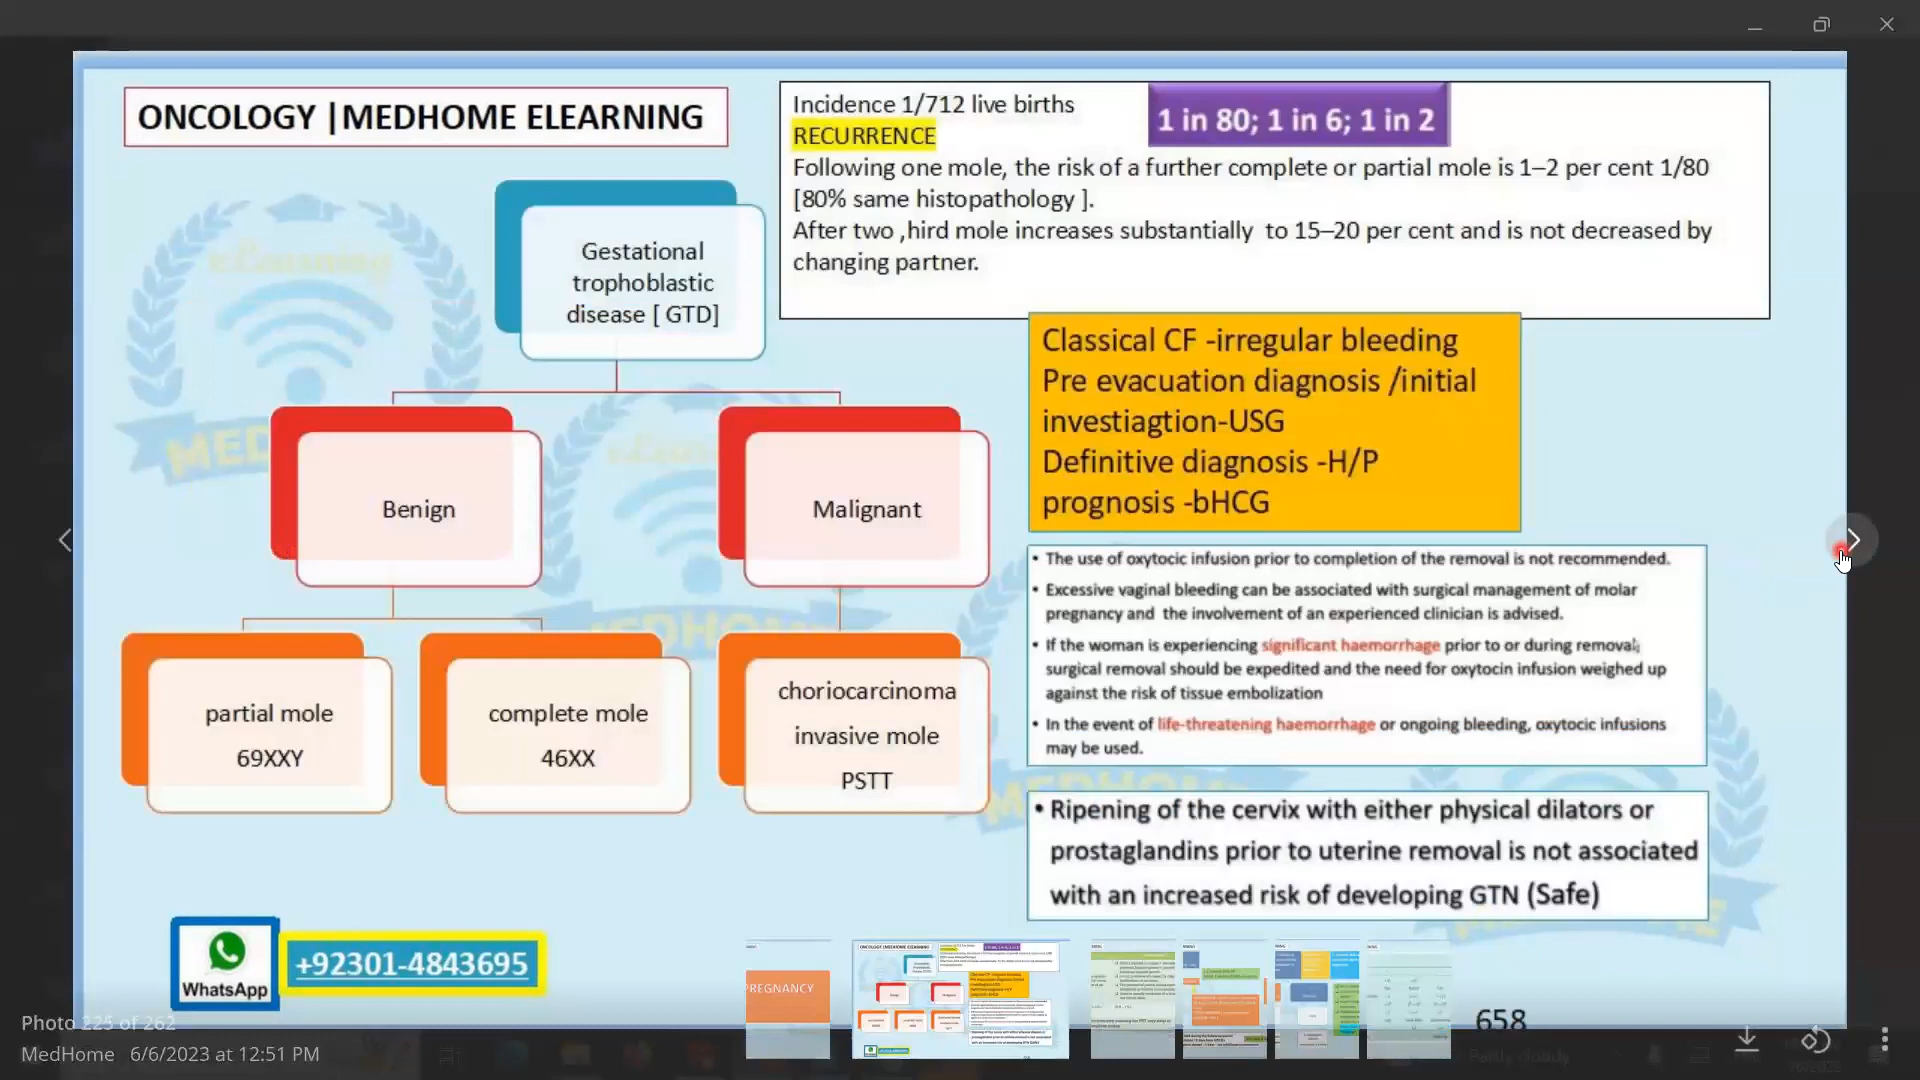 ONCOLOGY |MEDHOME ELEARNING
Incidence 1/712 live births
1 in 80; 1 in 6; 1 in 2
RECURRENCE
Following one mole, the risk of a further complete or partial mole is 1–2 per cent 1/80
[80% same histopathology ].
After two ,hird mole increases substantially to 15–20 per cent and is not decreased by
changing partner.
Gestational
trophoblastic
disease [ GTD]
Benign
Malignant
partial mole
69XXY
complete mole
46XX
choriocarcinoma
invasive mole
PSTT
Classical CF -irregular bleeding
Pre evacuation diagnosis /initial
investiagtion-USG
Definitive diagnosis -H/P
prognosis -bHCG
• The use of oxytocic infusion prior to completion of the removal is not recommended.
• Excessive vaginal bleeding can be associated with surgical management of molar
pregnancy and the involvement of an experienced clinician is advised.
• If the woman is experiencing significant haemorrhage prior to or during removal;
surgical removal should be expedited and the need for oxytocin infusion weighed up
against the risk of tissue embolization
• In the event of life-threatening haemorrhage or ongoing bleeding, oxytocic infusions
may be used.
• Ripening of the cervix with either physical dilators or
prostaglandins prior to uterine removal is not associated
with an increased risk of developing GTN (Safe)
WhatsApp
+92301-4843695
658
Photo 225 of 262
MedHome 6/6/2023 at 12:51 PM
PREGNANCY
ONCOLOGY |MEDHOME ELEARNING
Partly cloudy
eLearning
MEDHOME